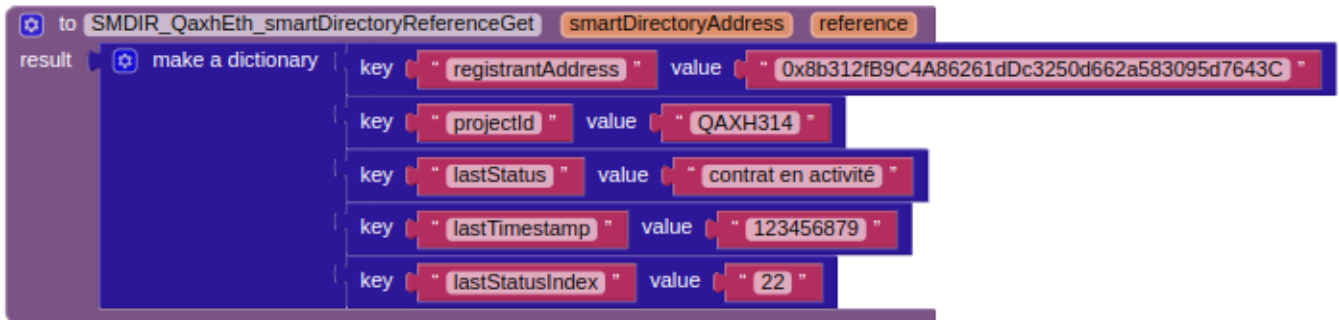 to SMDIR_QaxhEth_smartDirectoryReferenceGet smartDirectoryAddress reference
result make a dictionary key “ registrantAddress ” value “ 0x8b312fB9C4A86261dDc3250d662a583095d7643C ”
key “ projectId ” value “ QAXH314 ”
key “ lastStatus ” value “ contrat en activité ”
key “ lastTimestamp ” value “ 123456879 ”
key “ lastStatusIndex ” value “ 22 ”